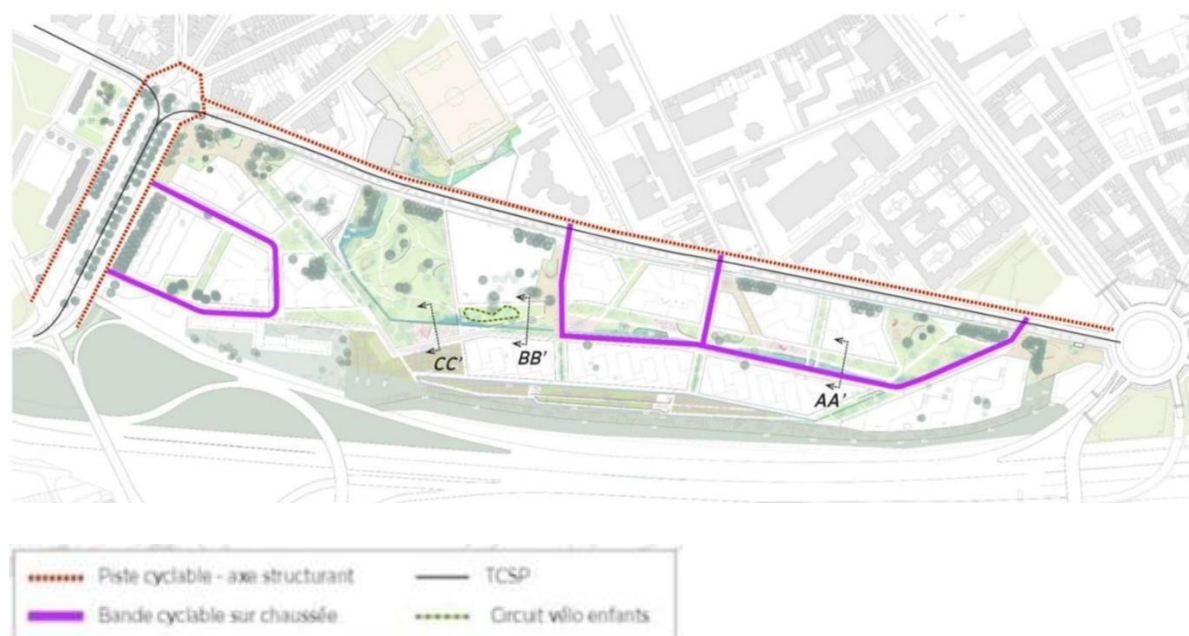 CC'
BB'
AA'
Piste cyclable - axe structurant
TCSP
Bande cyclable sur chaussée
Circuit vélo enfants